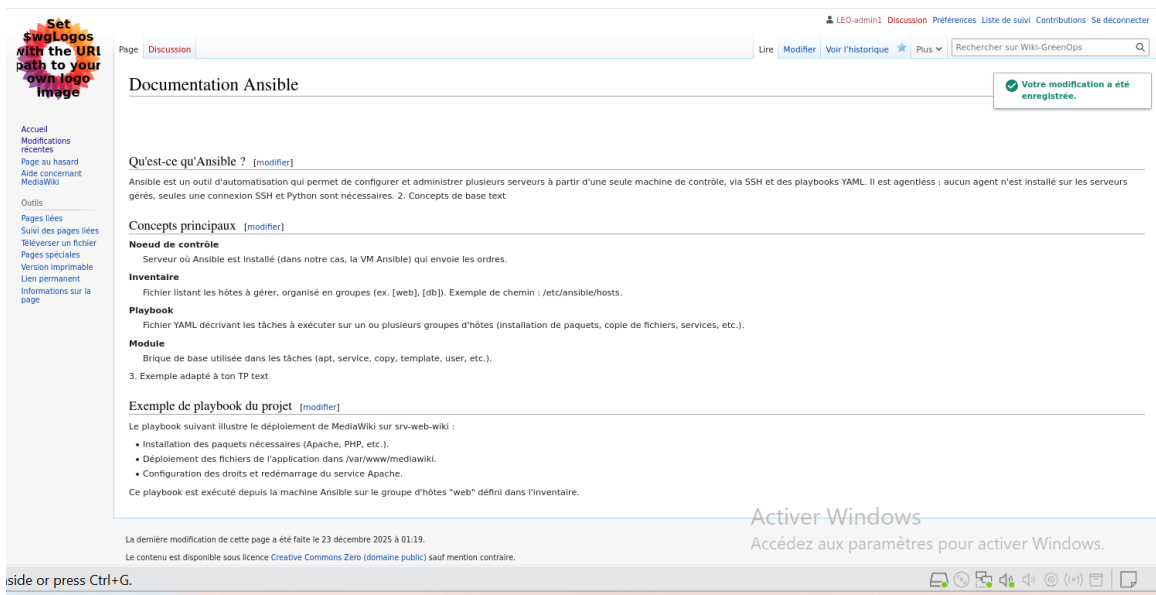 Set
$wgLogos
with the URL
path to your
own logo
image
LEO-admin1 Discussion Préférences Liste de suivi Contributions Se déconnecter
Page Discussion
Lire Modifier Voir l'historique Plus Rechercher sur Wiki-GreenOps
Documentation Ansible
Votre modification a été
enregistrée.
Accueil
Modifications
récentes
Page au hasard
Aide concernant
MediaWiki
Outils
Pages liées
Suivi des pages liées
Téléverser un fichier
Pages spéciales
Version imprimable
Lien permanent
Informations sur la
page
Qu'est-ce qu'Ansible ? [modifier]
Ansible est un outil d'automatisation qui permet de configurer et administrer plusieurs serveurs à partir d'une seule machine de contrôle, via SSH et des playbooks YAML. Il est agentless : aucun agent n'est installé sur les serveurs
gérés, seules une connexion SSH et Python sont nécessaires. 2. Concepts de base text
Concepts principaux [modifier]
Noeud de contrôle
Serveur où Ansible est installé (dans notre cas, la VM Ansible) qui envoie les ordres.
Inventaire
Fichier listant les hôtes à gérer, organisé en groupes (ex. [web], [db]). Exemple de chemin : /etc/ansible/hosts.
Playbook
Fichier YAML décrivant les tâches à exécuter sur un ou plusieurs groupes d'hôtes (installation de paquets, copie de fichiers, services, etc.).
Module
Brique de base utilisée dans les tâches (apt, service, copy, template, user, etc.).
3. Exemple adapté à ton TP text
Exemple de playbook du projet [modifier]
Le playbook suivant illustre le déploiement de MediaWiki sur srv-web-wiki :
• Installation des paquets nécessaires (Apache, PHP, etc.).
• Déploiement des fichiers de l'application dans /var/www/mediawiki.
• Configuration des droits et redémarrage du service Apache.
Ce playbook est exécuté depuis la machine Ansible sur le groupe d'hôtes "web" défini dans l'inventaire.
Activer Windows
Accédez aux paramètres pour activer Windows.
La dernière modification de cette page a été faite le 23 décembre 2025 à 01:19.
Le contenu est disponible sous licence Creative Commons Zero (domaine public) sauf mention contraire.
side or press Ctrl+G.